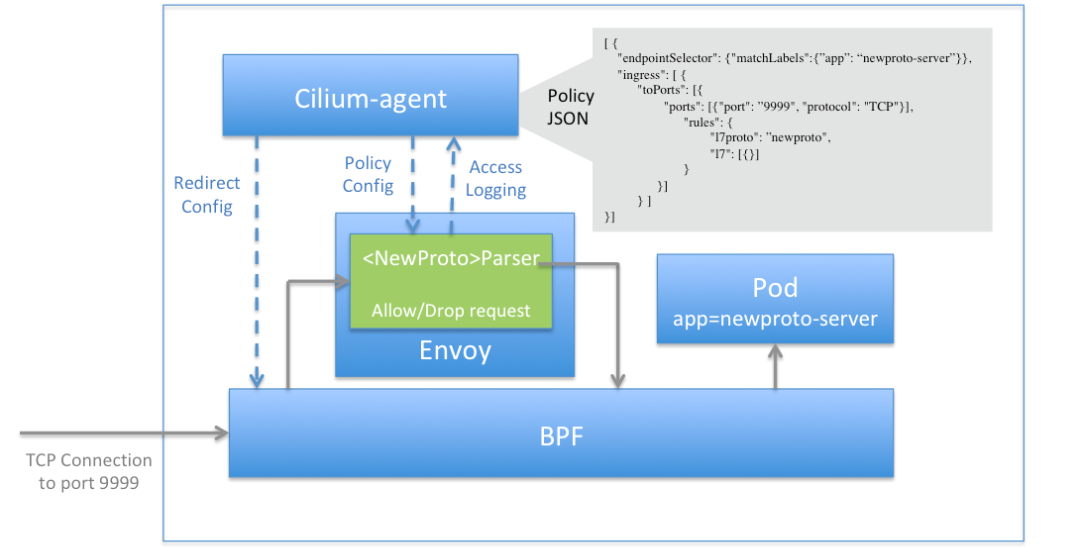 Cilium-agent
Policy
JSON
[ {
"endpointSelector": {"matchLabels":{”app”: “newproto-server”}},
"ingress": [ {
"toPorts": [{
"ports": [{"port": ”9999", "protocol": "TCP"}],
"rules": {
"l7proto": ”newproto",
"l7": [{}]
}
}]
} ]
}]
Redirect
Config
Policy
Config
Access
Logging
<NewProto>Parser
Allow/Drop request
Envoy
Pod
app=newproto-server
BPF
TCP Connection
to port 9999